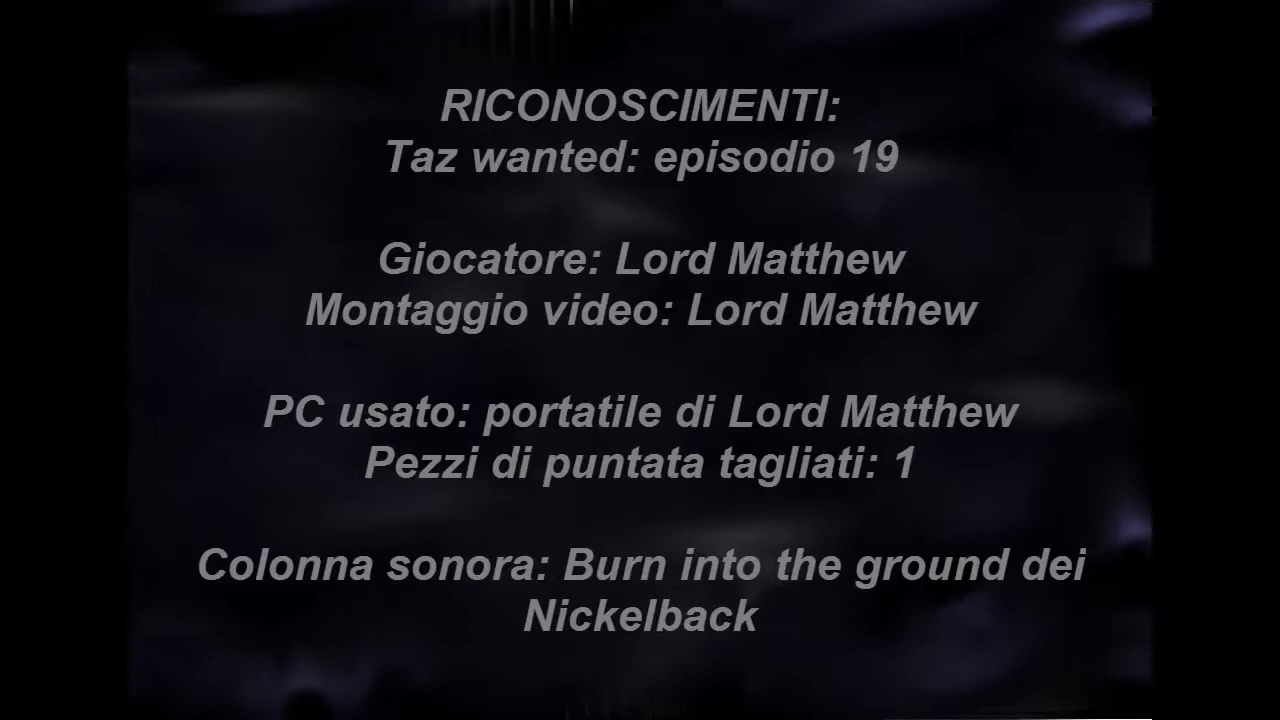 RICONOSCIMENTI:
Taz wanted: episodio 19
Giocatore: Lord Matthew
Montaggio video: Lord Matthew
PC usato: portatile di Lord Matthew
Pezzi di puntata tagliati: 1
Colonna sonora: Burn into the ground dei
Nickelback